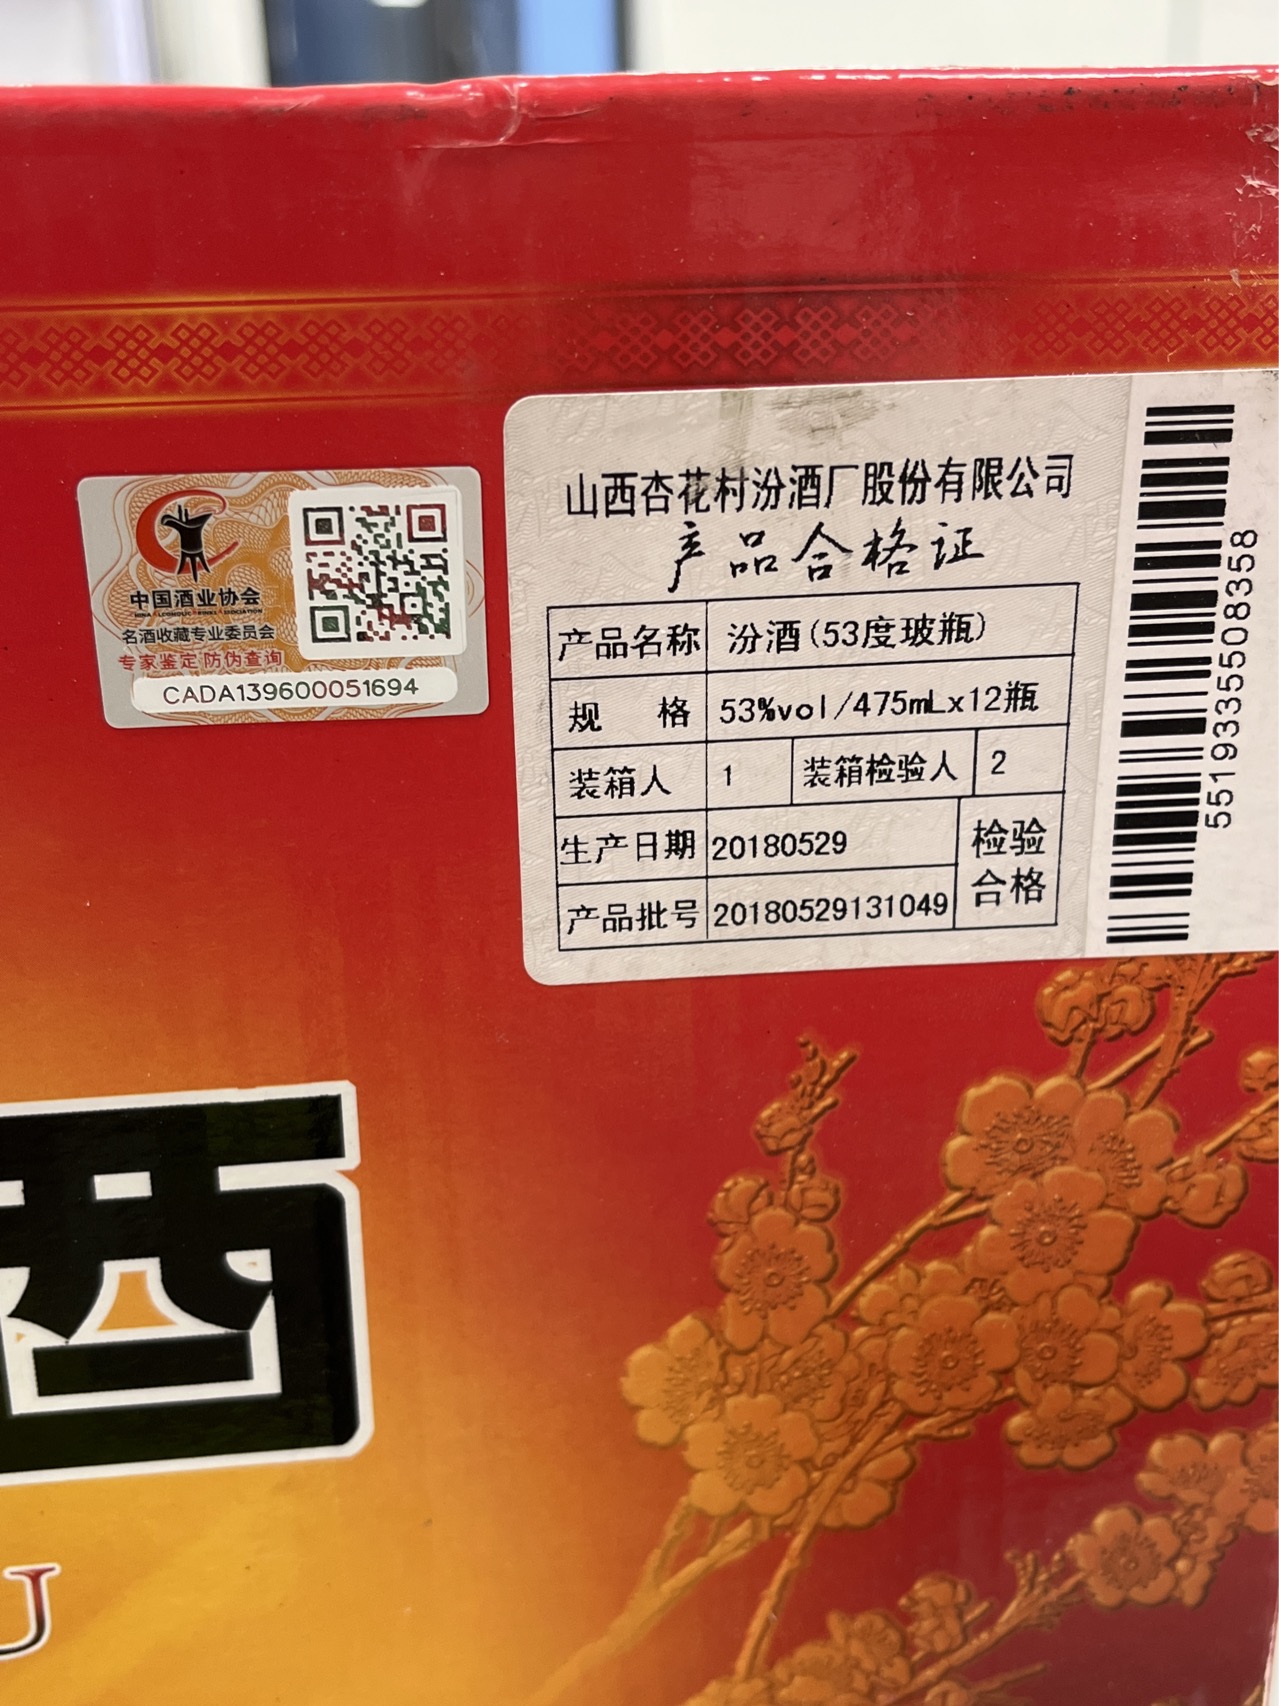 山西杏花村汾酒厂股份有限公司
产品合格证
产品名称 汾酒(53度玻瓶)
规 格 53%vol/475mLx12瓶
装箱人 1 装箱检验人 2
生产日期 20180529 检验
产品批号 20180529131049 合格
5519335508358
中国酒业协会
名酒收藏专业委员会
专家鉴定 防伪查询
CADA139600051694
酒
U